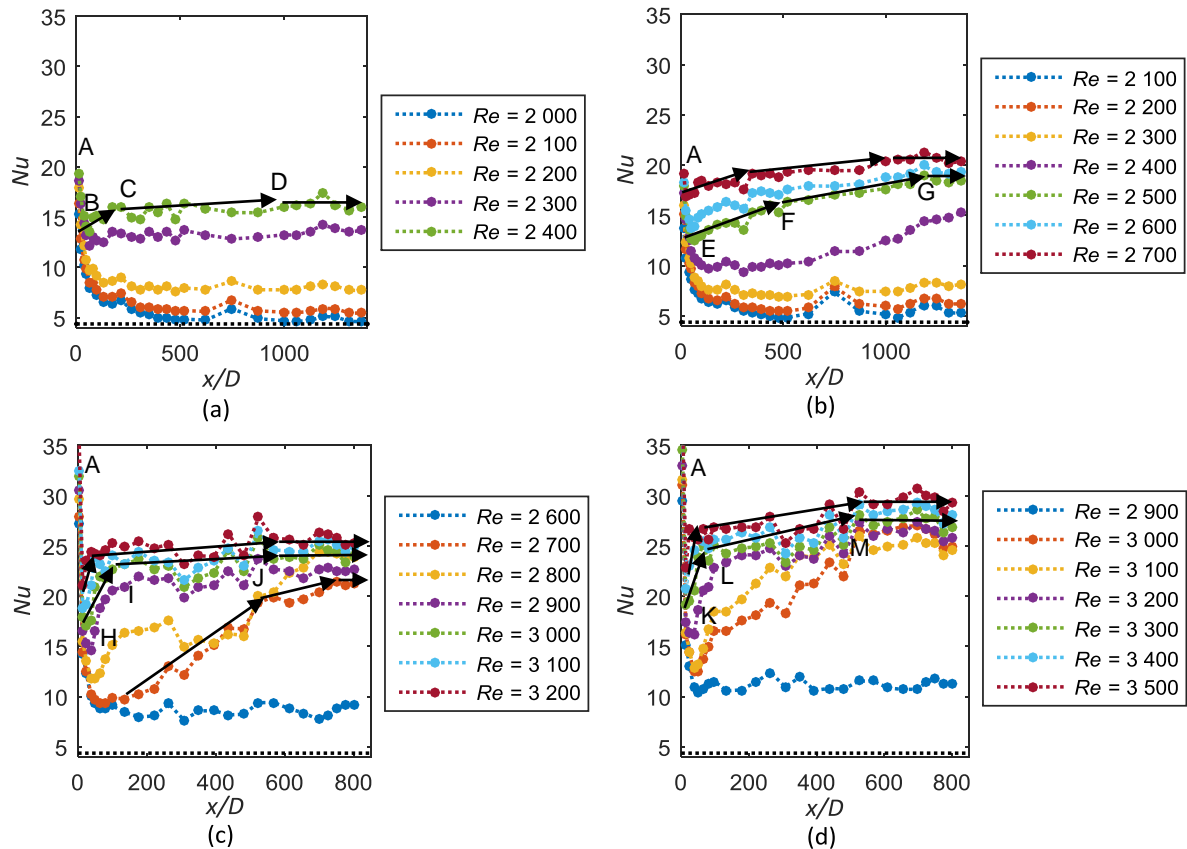 35
30
25
20
15
10
5
Nu
A
B
C
D
0
500
1000
x/D
(a)
Re = 2 000
Re = 2 100
Re = 2 200
Re = 2 300
Re = 2 400
35
30
25
20
15
10
5
Nu
A
E
F
G
0
500
1000
x/D
(b)
Re = 2 100
Re = 2 200
Re = 2 300
Re = 2 400
Re = 2 500
Re = 2 600
Re = 2 700
35
30
25
20
15
10
5
Nu
A
H
I
J
0
200
400
600
800
x/D
(c)
Re = 2 600
Re = 2 700
Re = 2 800
Re = 2 900
Re = 3 000
Re = 3 100
Re = 3 200
35
30
25
20
15
10
5
Nu
A
K
L
M
0
200
400
600
800
x/D
(d)
Re = 2 900
Re = 3 000
Re = 3 100
Re = 3 200
Re = 3 300
Re = 3 400
Re = 3 500